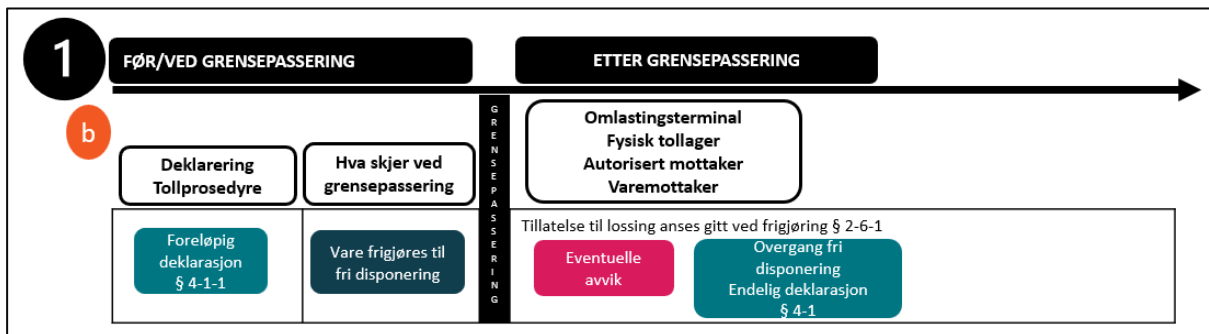 1
FØR/VED GRENSEPASSERING
ETTER GRENSEPASSERING
b
Deklarering
Tollprosedyre
Hva skjer ved
grensepassering
GRENSEPASSERING
Omlastingsterminal
Fysisk tollager
Autorisert mottaker
Varemottaker
Foreløpig
deklarasjon
§ 4-1-1
Vare frigjøres til
fri disponering
Tillatelse til lossing anses gitt ved frigjøring § 2-6-1
Eventuelle
avvik
Overgang fri
disponering
Endelig deklarasjon
§ 4-1